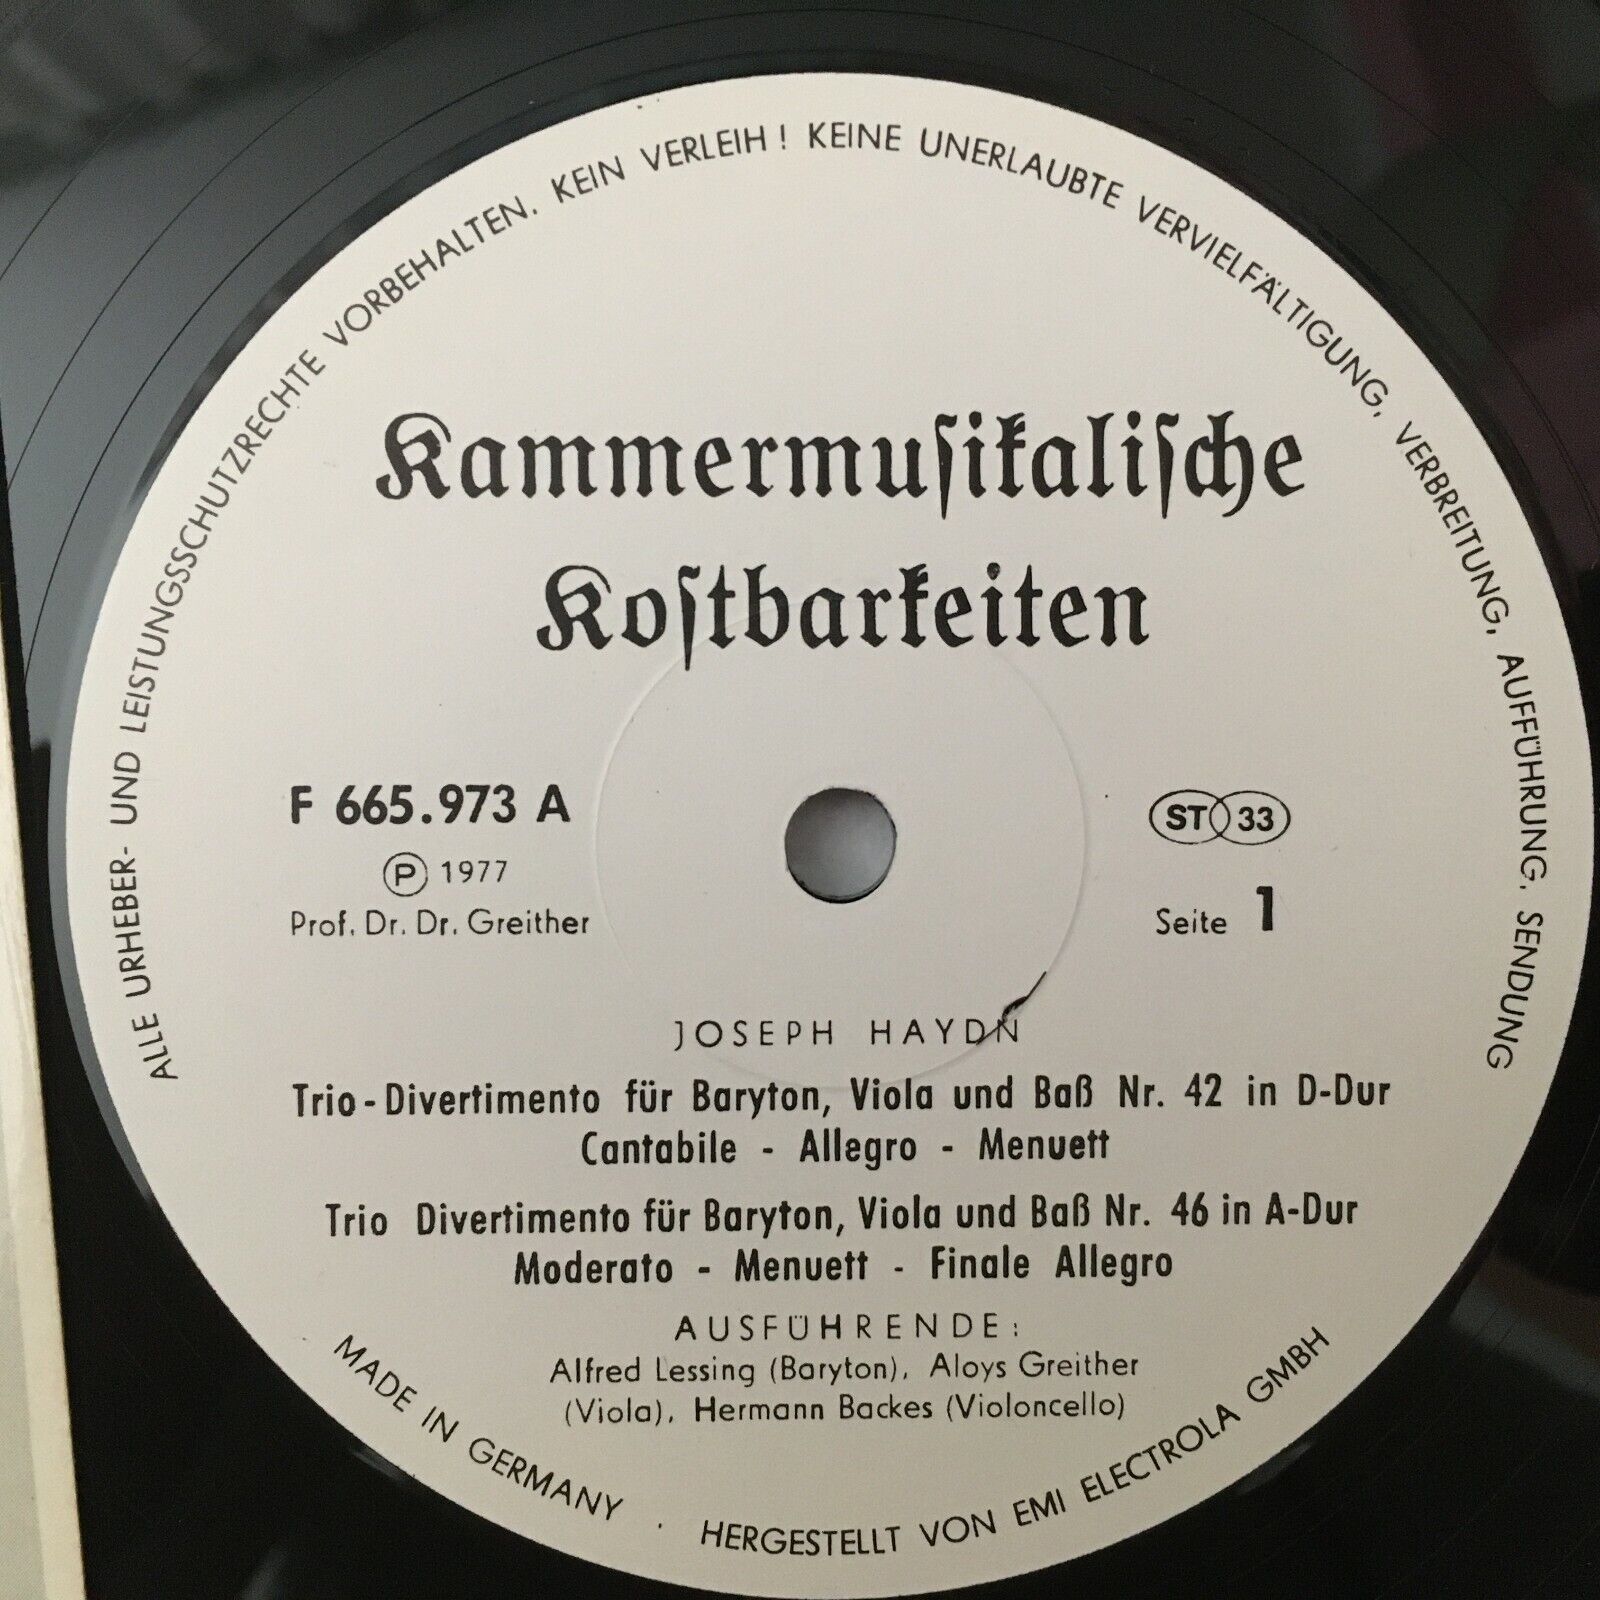 ALLE URHEBER- UND LEISTUNGSSCHUTZRECHTE VORBEHALTEN. KEIN VERLEIH! KEINE UNERLAUBTE VERVIELFÄLTIGUNG, VERBREITUNG, AUFFÜHRUNG, SENDUNG
Kammermuſikaliſche
Koſtbarkeiten
F 665.973 A
℗ 1977
Prof. Dr. Dr. Greither
ST 33
Seite 1
JOSEPH HAYDN
Trio-Divertimento für Baryton, Viola und Baß Nr. 42 in D-Dur
Cantabile - Allegro - Menuett
Trio Divertimento für Baryton, Viola und Baß Nr. 46 in A-Dur
Moderato - Menuett - Finale Allegro
AUSFÜHRENDE:
Alfred Lessing (Baryton), Aloys Greither
(Viola), Hermann Backes (Violoncello)
MADE IN GERMANY · HERGESTELLT VON EMI ELECTROLA GMBH